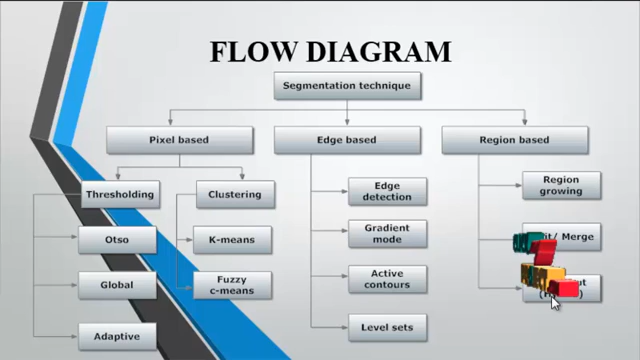 FLOW DIAGRAM
Segmentation technique
Pixel based
Edge based
Region based
Thresholding
Clustering
Edge
detection
Region
growing
Otso
K-means
Gradient
mode
Merge
Global
Fuzzy
c-means
Active
contours
Adaptive
Level sets